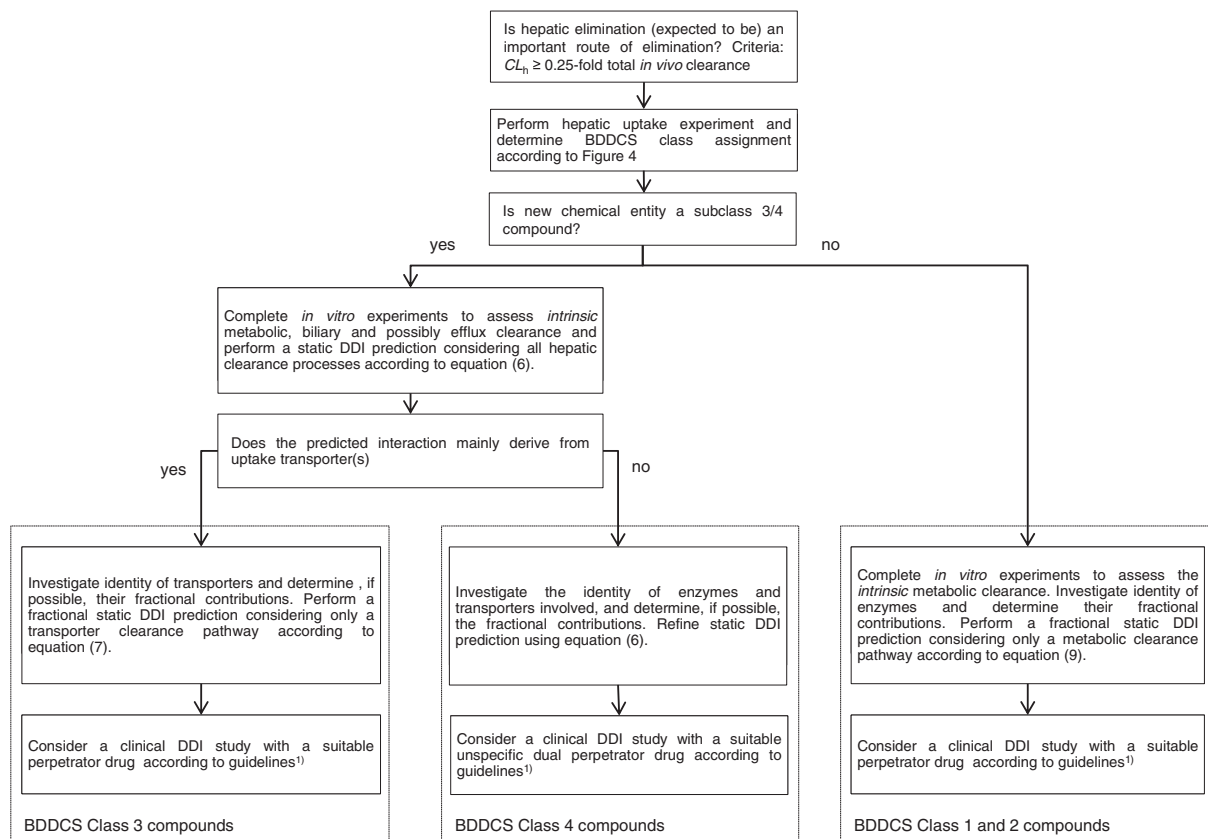 Is hepatic elimination (expected to be) an
important route of elimination? Criteria:
CLh ≥ 0.25-fold total in vivo clearance
Perform hepatic uptake experiment and
determine BDDCS class assignment
according to Figure 4
Is new chemical entity a subclass 3/4
compound?
yes
no
Complete in vitro experiments to assess intrinsic
metabolic, biliary and possibly efflux clearance and
perform a static DDI prediction considering all hepatic
clearance processes according to equation (6).
Does the predicted interaction mainly derive from
uptake transporter(s)
yes
no
Investigate identity of transporters and determine , if
possible, their fractional contributions. Perform a
fractional static DDI prediction considering only a
transporter clearance pathway according to
equation (7).
Consider a clinical DDI study with a suitable
perpetrator drug according to guidelines1)
BDDCS Class 3 compounds
Investigate the identity of enzymes and
transporters involved, and determine, if possible,
the fractional contributions. Refine static DDI
prediction using equation (6).
Consider a clinical DDI study with a suitable
unspecific dual perpetrator drug according to
guidelines1)
BDDCS Class 4 compounds
Complete in vitro experiments to assess the
intrinsic metabolic clearance. Investigate identity of
enzymes and determine their fractional
contributions. Perform a fractional static DDI
prediction considering only a metabolic clearance
pathway according to equation (9).
Consider a clinical DDI study with a suitable
perpetrator drug according to guidelines1)
BDDCS Class 1 and 2 compounds